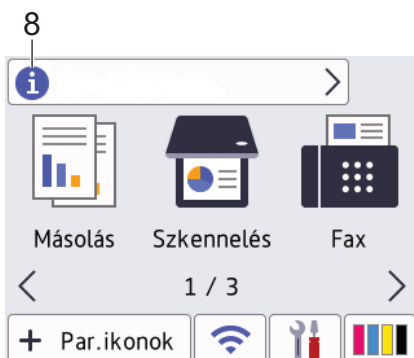 8
i
Másolás Szkennelés Fax
1 / 3
+ Par.ikonok